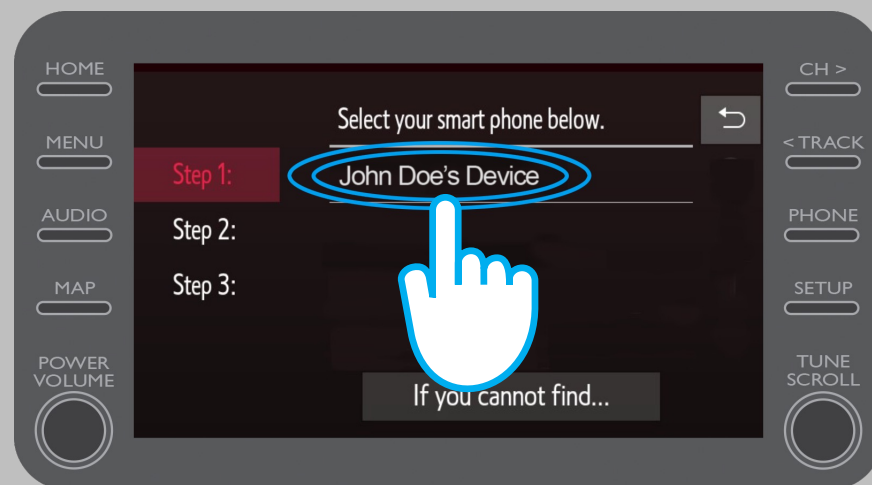 HOME
MENU
AUDIO
MAP
POWER
VOLUME
Select your smart phone below.
Step 1:
John Doe's Device
Step 2:
Step 3:
If you cannot find...
CH >
< TRACK
PHONE
SETUP
TUNE
SCROLL